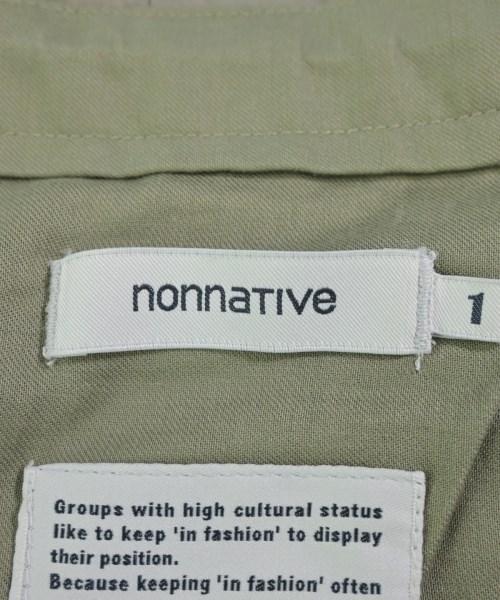 nonnative
1
Groups with high cultural status
like to keep 'in fashion' to display
their position.
Because keeping 'in fashion' often